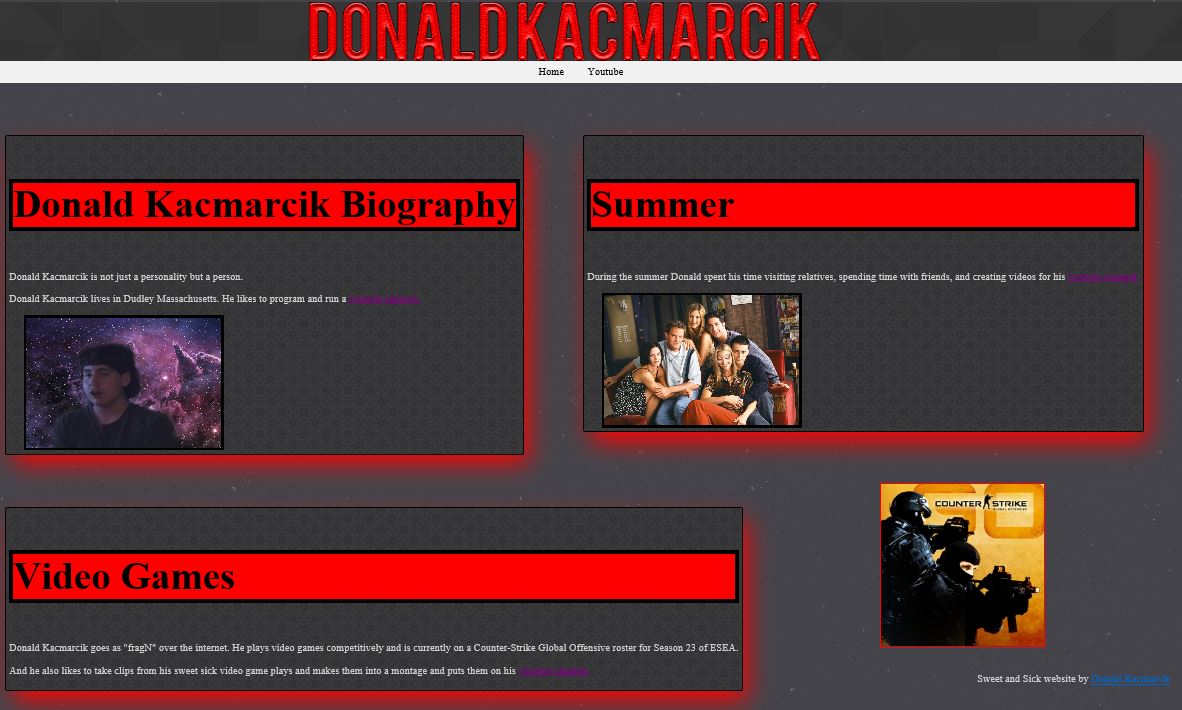 DONALD KACMARCIK
Home Youtube
Donald Kacmarcik Biography
Donald Kacmarcik is not just a personality but a person.
Donald Kacmarcik lives in Dudley Massachusetts. He likes to program and run a
Summer
During the summer Donald spent his time visiting relatives, spending time with friends, and creating videos for his
Video Games
Donald Kacmarcik goes as "fragN" over the internet. He plays video games competitively and is currently on a Counter-Strike Global Offensive roster for Season 23 of ESEA.
And he also likes to take clips from his sweet sick video game plays and makes them into a montage and puts them on his
COUNTER STRIKE
GLOBAL OFFENSIVE
Sweet and Sick website by Donald Kacmarcik